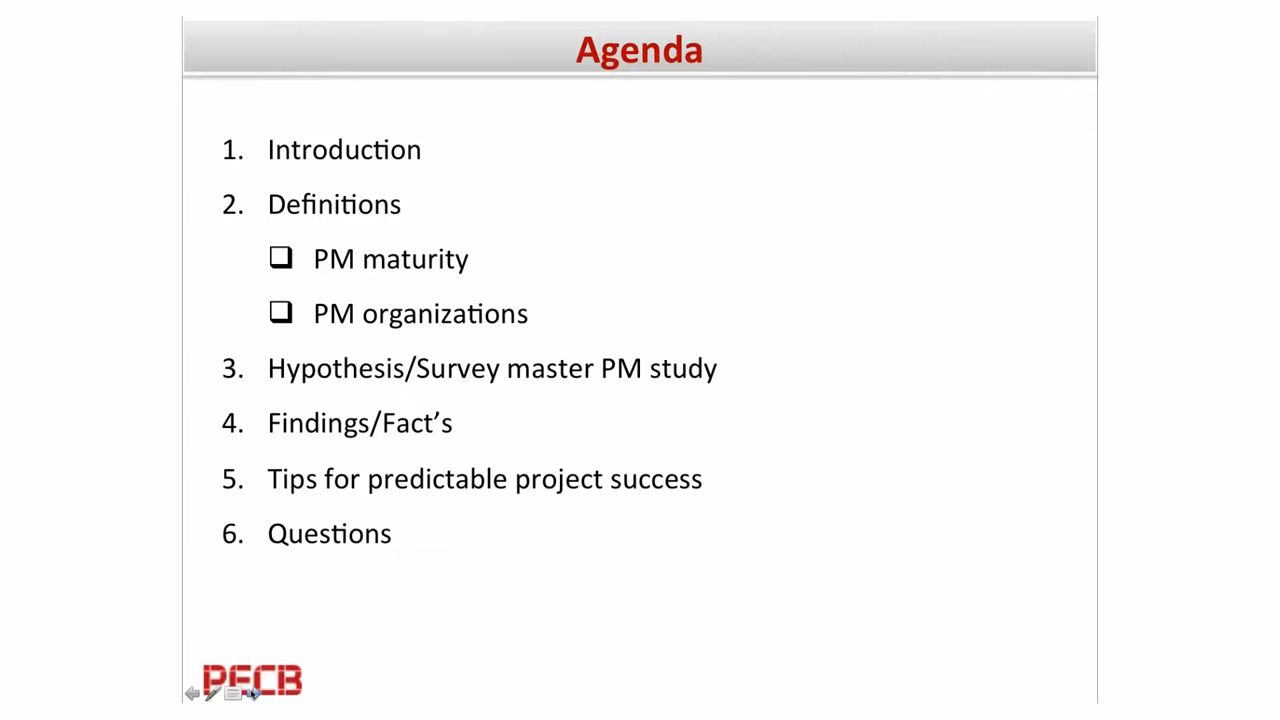 Agenda
1. Introduction
2. Definitions
❑ PM maturity
❑ PM organizations
3. Hypothesis/Survey master PM study
4. Findings/Fact’s
5. Tips for predictable project success
6. Questions
PECB